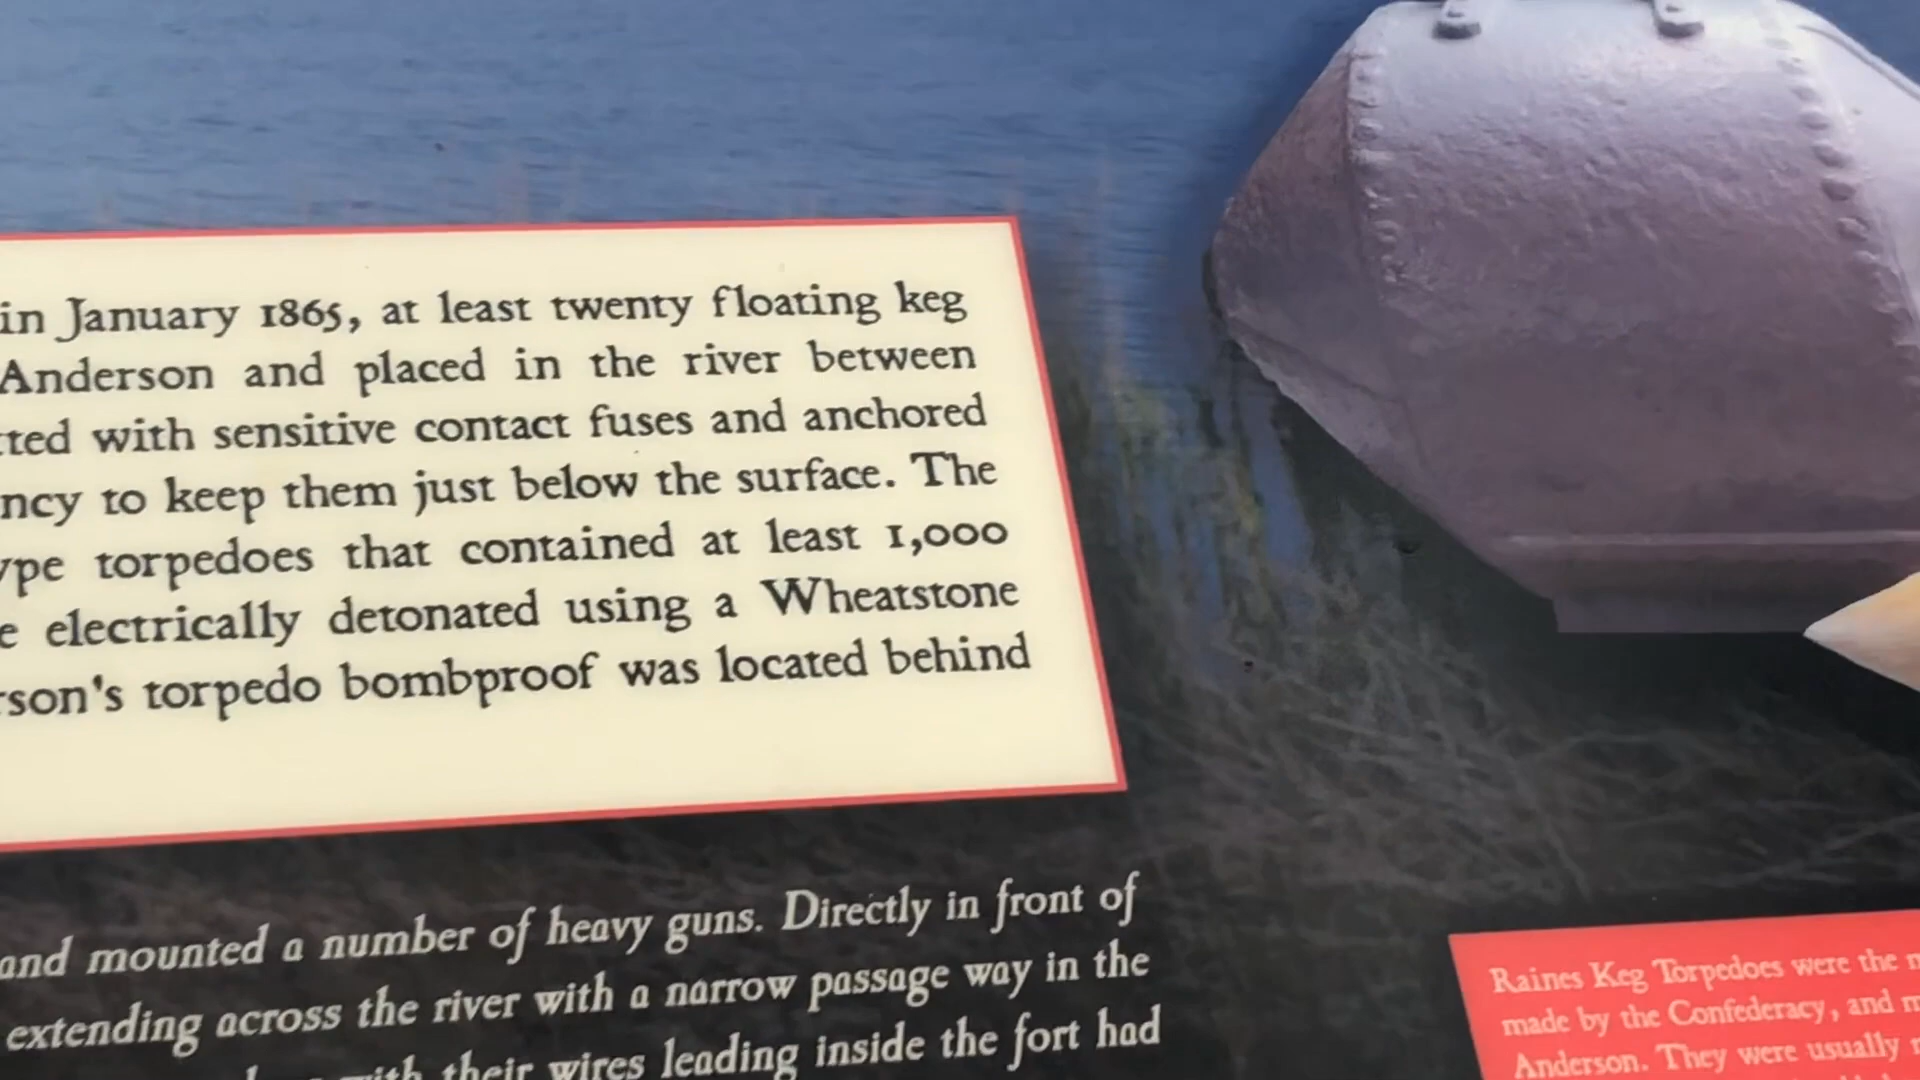 in January 1865, at least twenty floating keg
Anderson and placed in the river between
with sensitive contact fuses and anchored
to keep them just below the surface. The
torpedoes that contained at least 1,000
electrically detonated using a Wheatstone
torpedo bombproof was located behind
and mounted a number of heavy guns. Directly in front of
extending across the river with a narrow passage way in the
with their wires leading inside the fort had
Raines Keg Torpedoes were the
made by the Confederacy, and
Anderson. They were usually